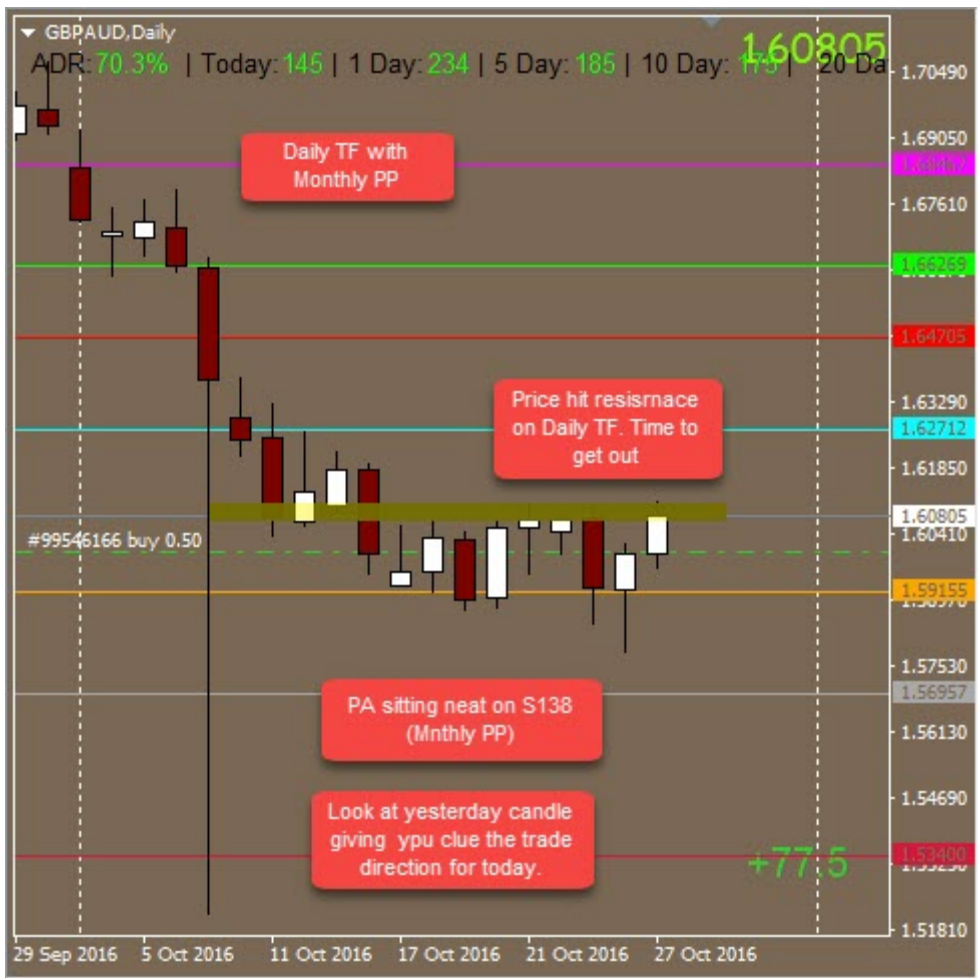 GBPAUD,Daily
1.60805
ADR: 70.3% | Today: 145 | 1 Day: 234 | 5 Day: 185 | 10 Day: 175 | 20 Da
1.70490
1.69050
Daily TF with
Monthly PP
1.67610
1.66269
1.64705
Price hit resisrnace
on Daily TF. Time to
get out
1.63290
1.62712
1.61850
1.60805
1.60410
#99546166 buy 0.50
1.59155
1.57530
1.56957
PA sitting neat on S138
(Mnthly PP)
1.56130
Look at yesterday candle
giving ypu clue the trade
direction for today.
1.54690
+77.5
1.53400
1.51810
29 Sep 2016 5 Oct 2016 11 Oct 2016 17 Oct 2016 21 Oct 2016 27 Oct 2016